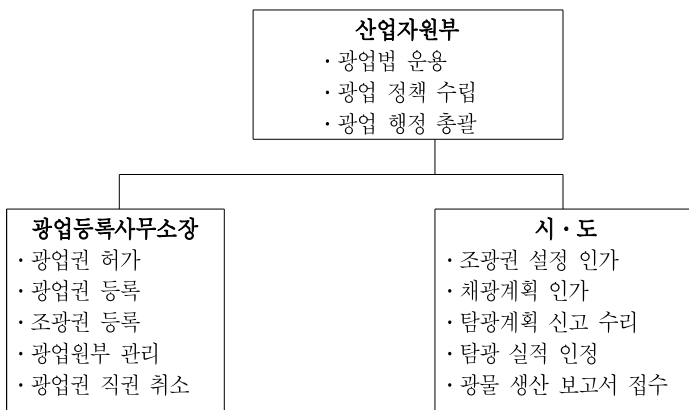 산업자원부
· 광업법 운용
· 광업 정책 수립
· 광업 행정 총괄
광업등록사무소장
· 광업권 허가
· 광업권 등록
· 조광권 등록
· 광업원부 관리
· 광업권 직권 취소
시 · 도
· 조광권 설정 인가
· 채광계획 인가
· 탐광계획 신고 수리
· 탐광 실적 인정
· 광물 생산 보고서 접수